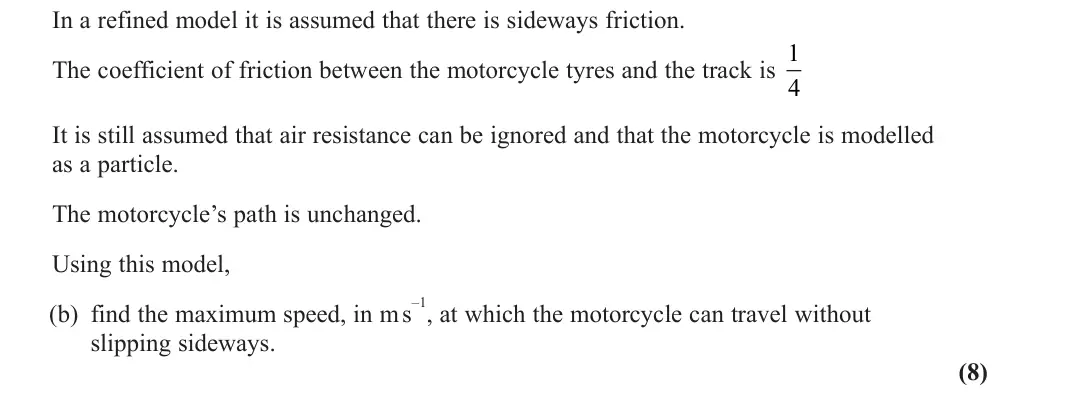 In a refined model it is assumed that there is sideways friction.
The coefficient of friction between the motorcycle tyres and the track is 1/4
It is still assumed that air resistance can be ignored and that the motorcycle is modelled
as a particle.
The motorcycle’s path is unchanged.
Using this model,
(b) find the maximum speed, in m s⁻¹, at which the motorcycle can travel without
slipping sideways.
(8)